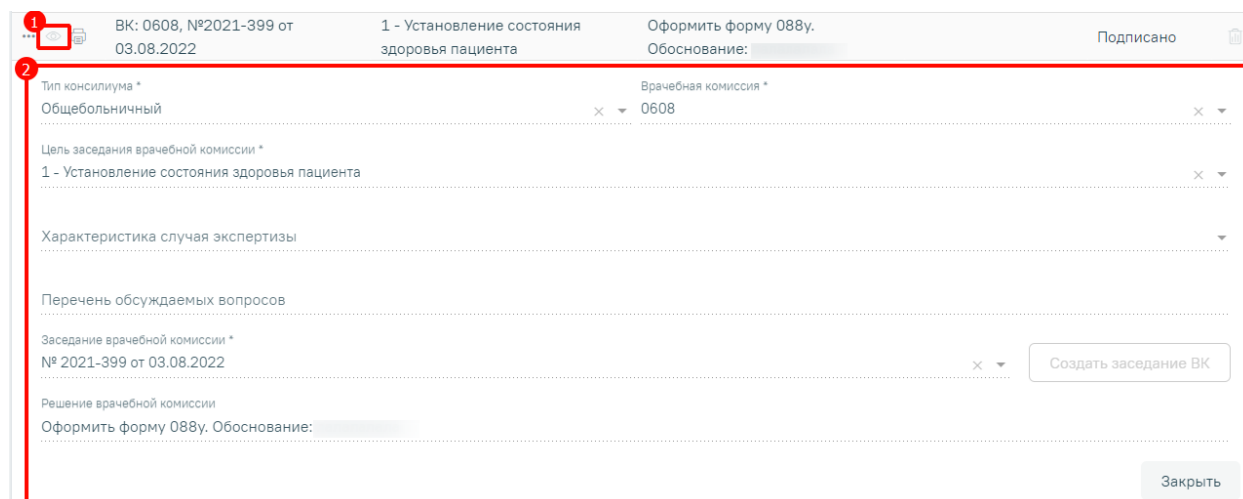 1
ВК: 0608, №2021-399 от 1 - Установление состояния Оформить форму 088у.
03.08.2022 здоровья пациента Обоснование: Подписано
2
Тип консилиума * Врачебная комиссия *
Общебольничный 0608
Цель заседания врачебной комиссии *
1 - Установление состояния здоровья пациента
Характеристика случая экспертизы
Перечень обсуждаемых вопросов
Заседание врачебной комиссии *
№ 2021-399 от 03.08.2022 Создать заседание ВК
Решение врачебной комиссии
Оформить форму 088у. Обоснование:
Закрыть